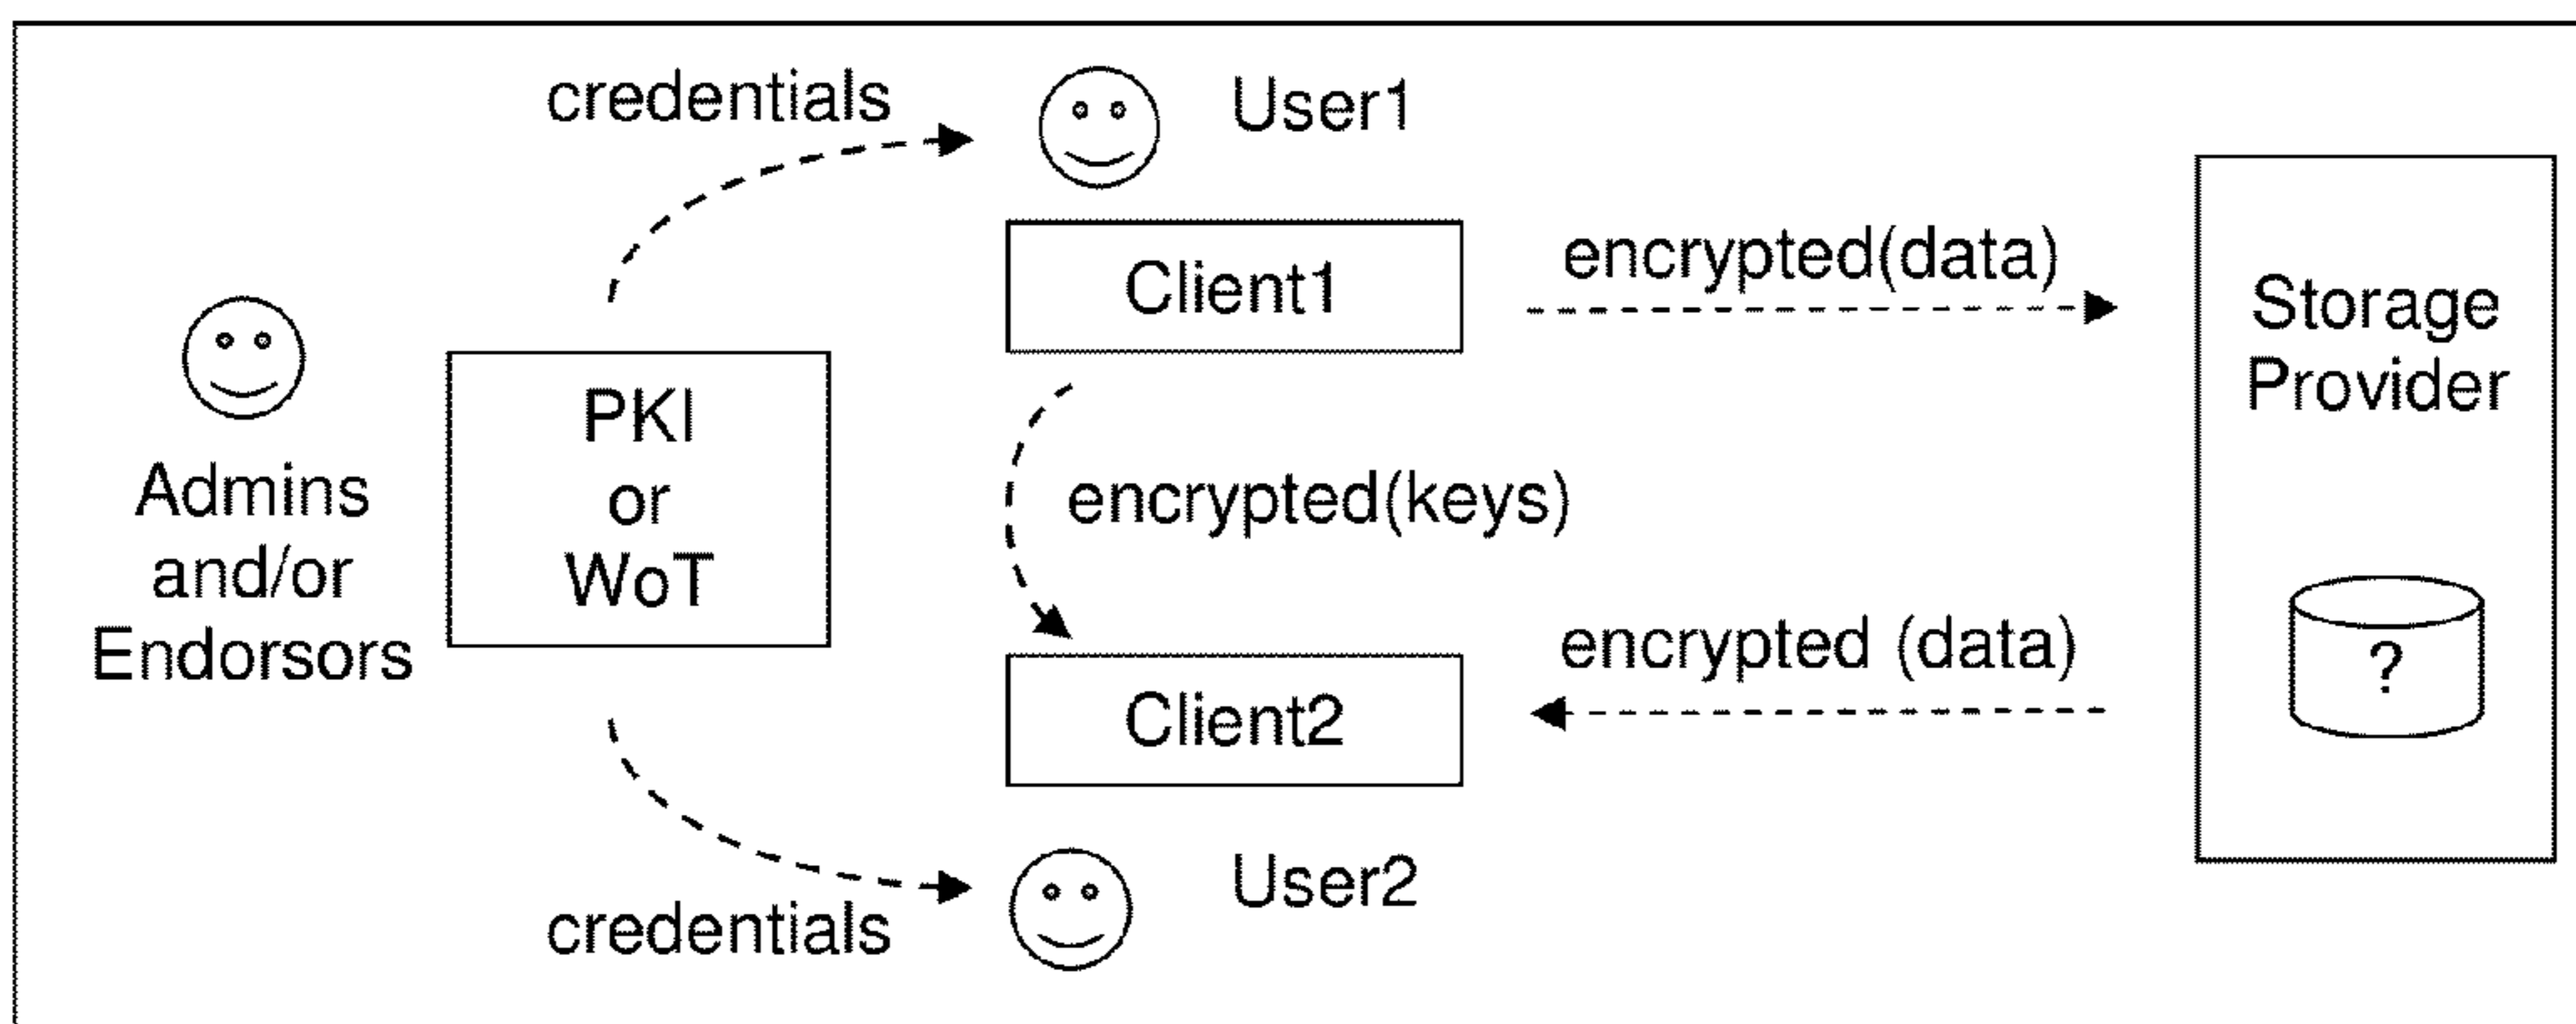 credentials
User1
Client1
encrypted(data)
Storage
Provider
PKI
or
WoT
Admins
and/or
Endorsors
encrypted(keys)
encrypted (data)
?
Client2
User2
credentials